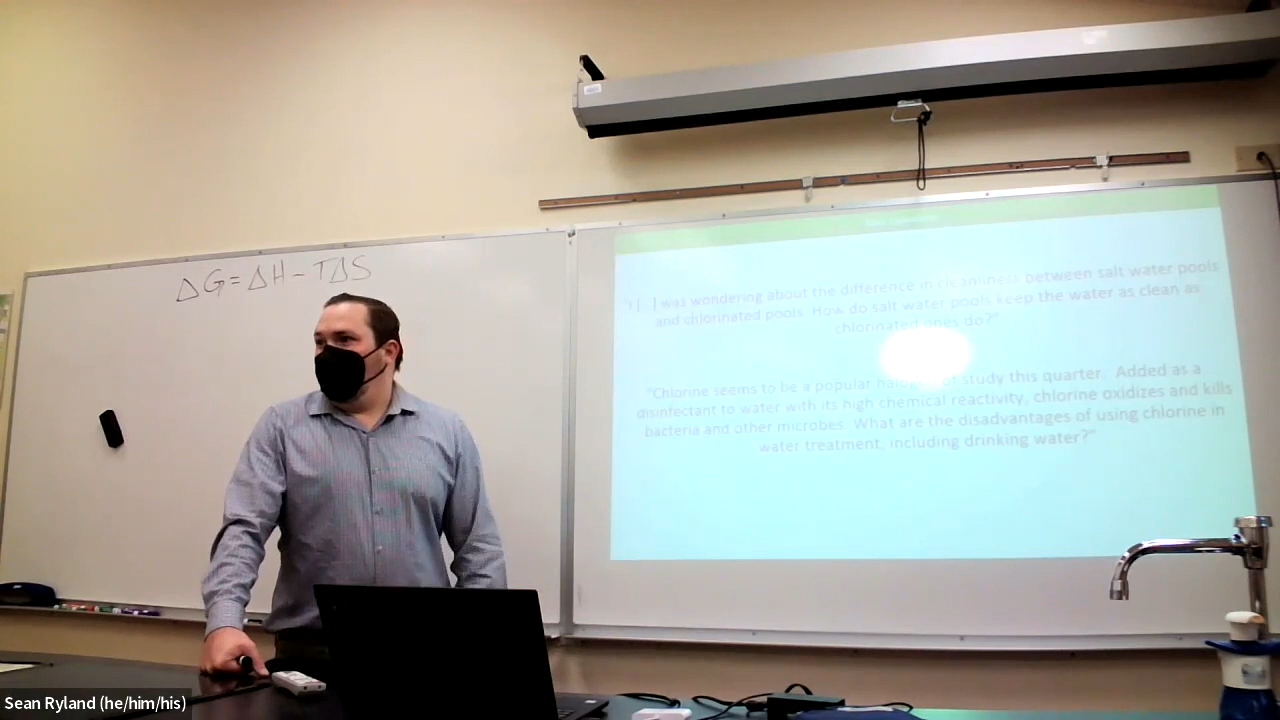 ΔG=ΔH-TΔS
I was wondering about the difference in cleanliness between salt water pools
and chlorinated pools. How do salt water pools keep the water as clean as
chlorinated ones do?"
"Chlorine seems to be a popular of study this quarter. Added as a
disinfectant to water with its high chemical reactivity, chlorine oxidizes and kills
bacteria and other microbes. What are the disadvantages of using chlorine in
water treatment, including drinking water?"
Sean Ryland (he/him/his)